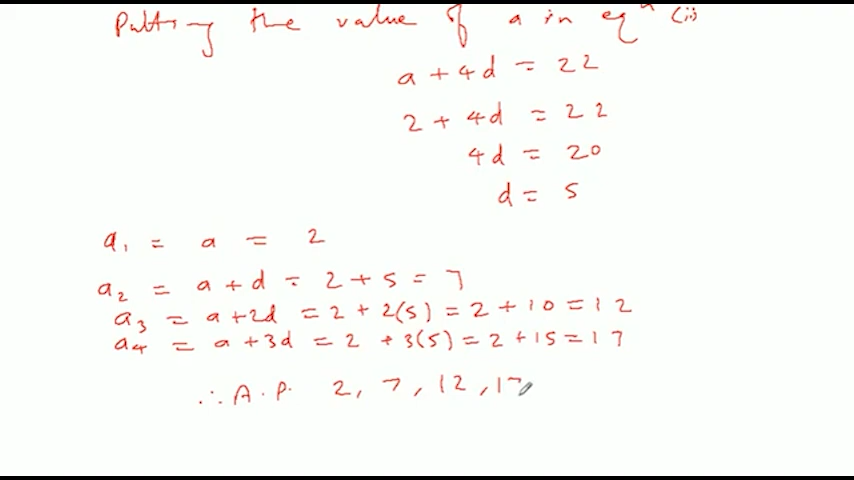 Putting the value of a in eqⁿ (ii)
a + 4d = 22
2 + 4d = 22
4d = 20
d = 5
a₁ = a = 2
a₂ = a + d = 2 + 5 = 7
a₃ = a + 2d = 2 + 2(5) = 2 + 10 = 12
a₄ = a + 3d = 2 + 3(5) = 2 + 15 = 17
∴ A.P. 2, 7, 12, 17